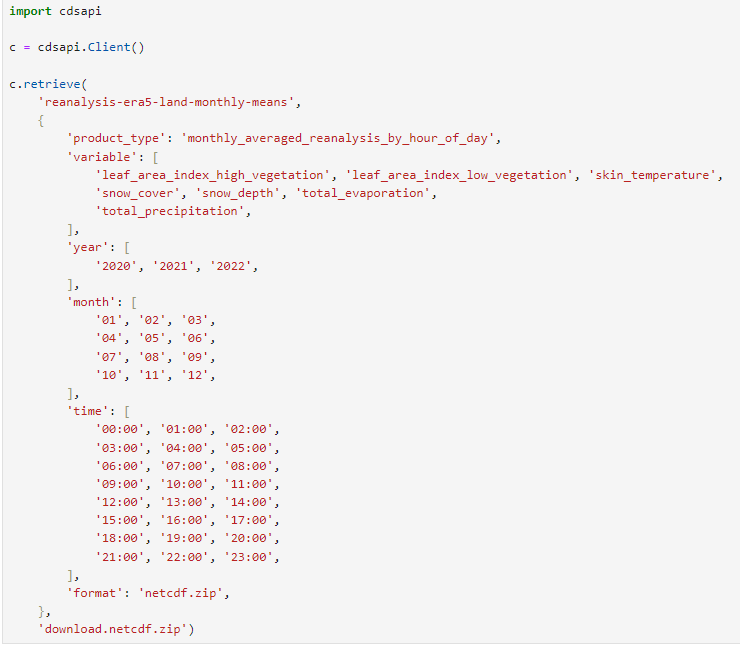 import cdsapi

c = cdsapi.Client()

c.retrieve(
    'reanalysis-era5-land-monthly-means',
    {
        'product_type': 'monthly_averaged_reanalysis_by_hour_of_day',
        'variable': [
            'leaf_area_index_high_vegetation', 'leaf_area_index_low_vegetation', 'skin_temperature',
            'snow_cover', 'snow_depth', 'total_evaporation',
            'total_precipitation',
        ],
        'year': [
            '2020', '2021', '2022',
        ],
        'month': [
            '01', '02', '03',
            '04', '05', '06',
            '07', '08', '09',
            '10', '11', '12',
        ],
        'time': [
            '00:00', '01:00', '02:00',
            '03:00', '04:00', '05:00',
            '06:00', '07:00', '08:00',
            '09:00', '10:00', '11:00',
            '12:00', '13:00', '14:00',
            '15:00', '16:00', '17:00',
            '18:00', '19:00', '20:00',
            '21:00', '22:00', '23:00',
        ],
        'format': 'netcdf.zip',
    },
    'download.netcdf.zip')